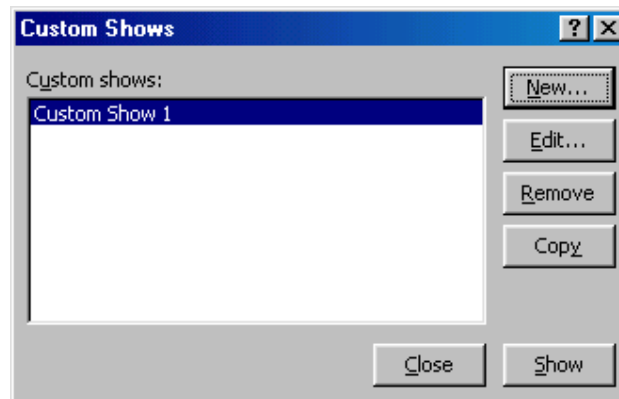 Custom Shows
Custom shows:
Custom Show 1
New...
Edit...
Remove
Copy
Close
Show